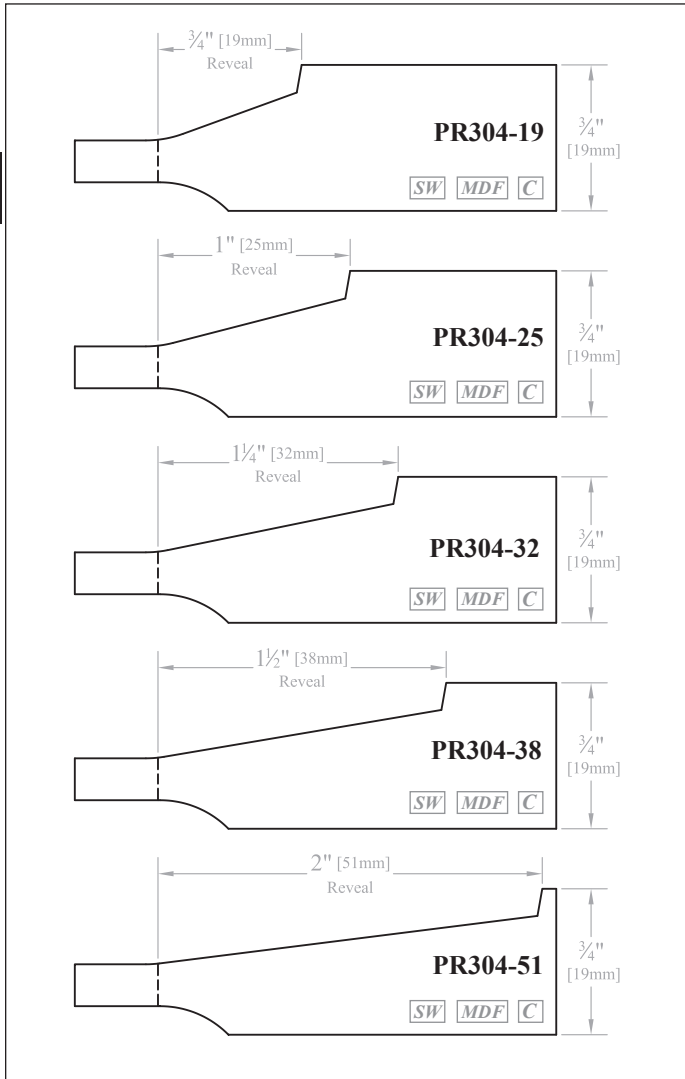 ¾" [19mm]
Reveal
PR304-19
¾"
[19mm]
SW MDF C
1" [25mm]
Reveal
PR304-25
¾"
[19mm]
SW MDF C
1¼" [32mm]
Reveal
PR304-32
¾"
[19mm]
SW MDF C
1½" [38mm]
Reveal
PR304-38
¾"
[19mm]
SW MDF C
2" [51mm]
Reveal
PR304-51
¾"
[19mm]
SW MDF C